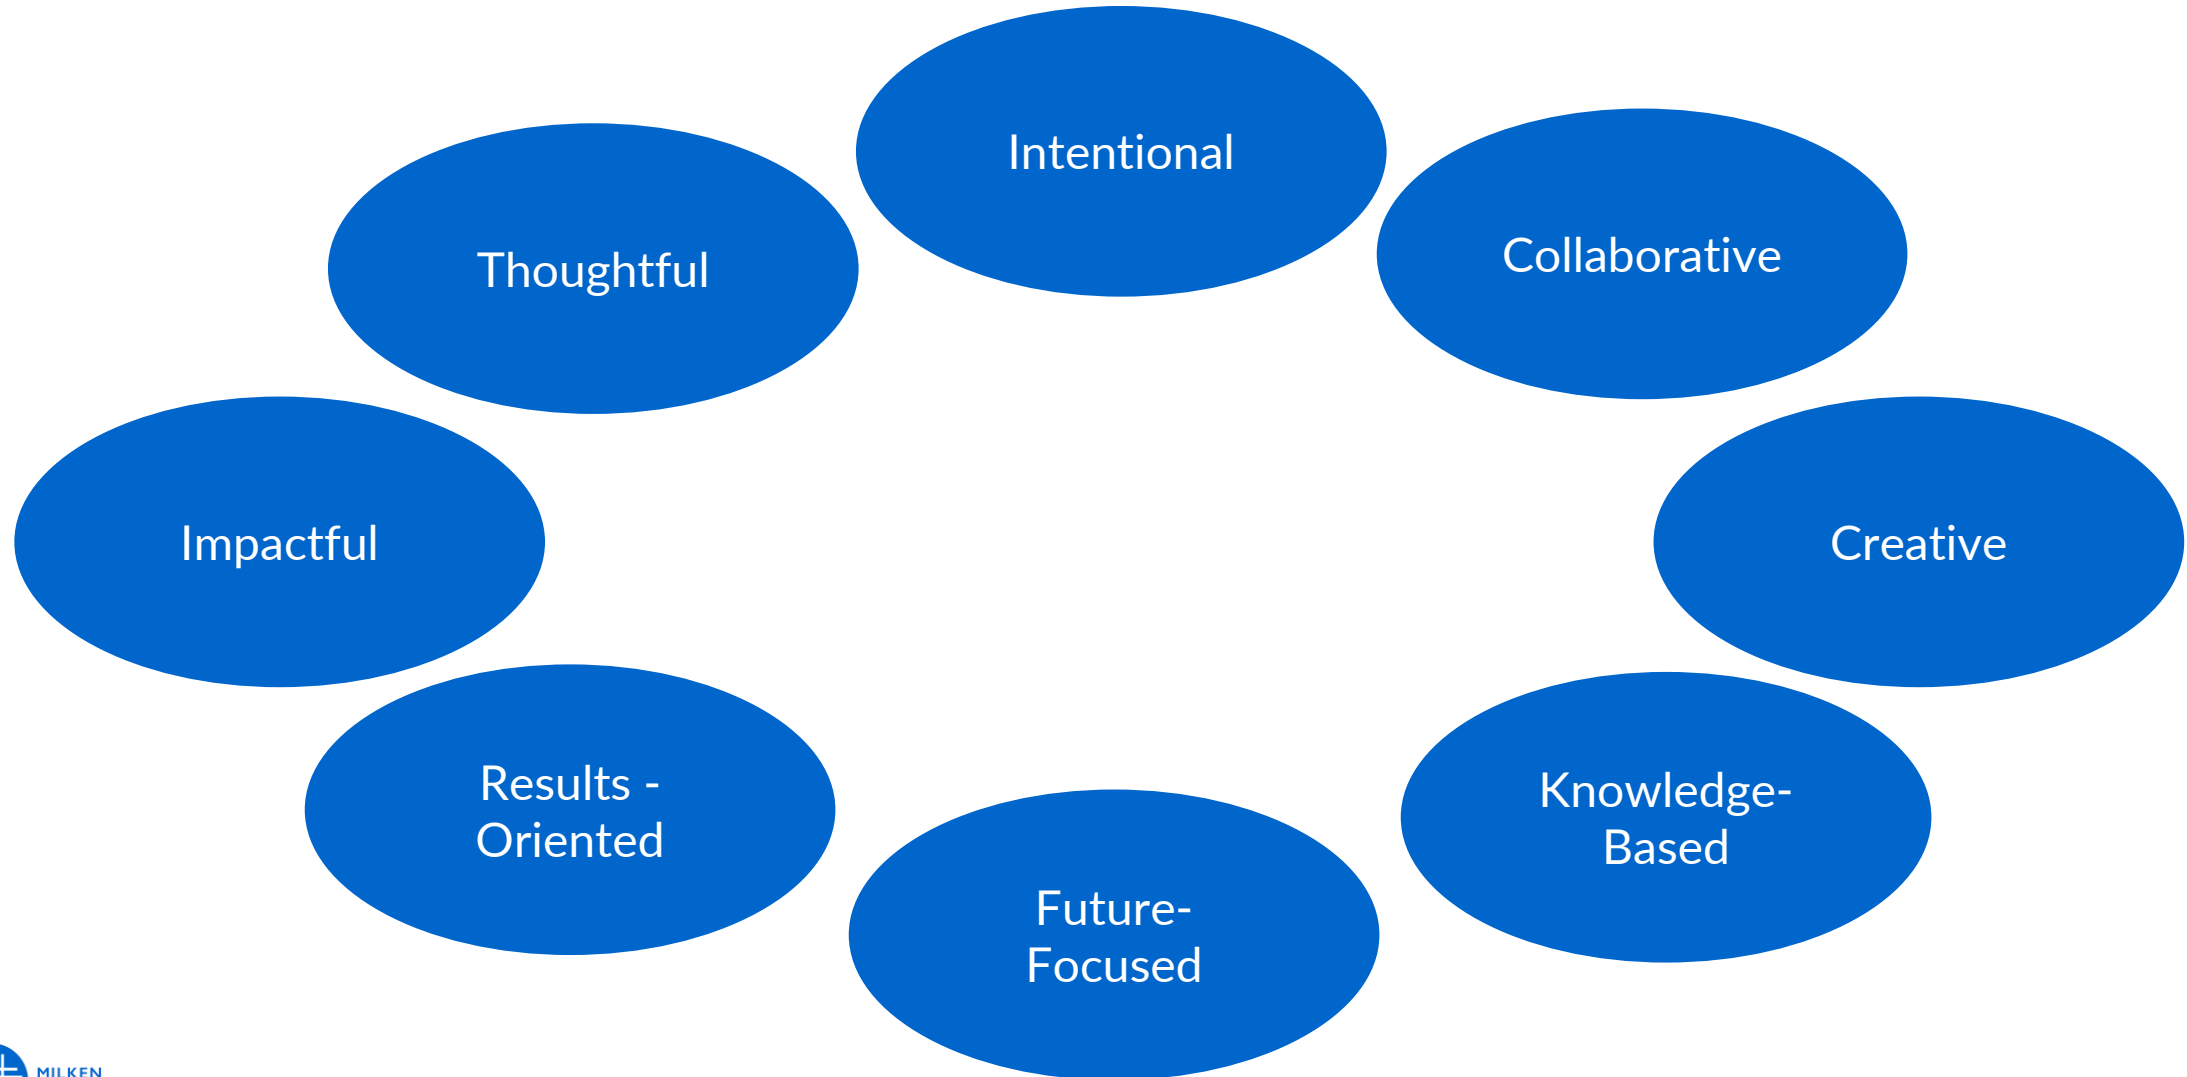 Intentional
Collaborative
Thoughtful
Creative
Impactful
Knowledge-
Based
Results -
Oriented
Future-
Focused
MILKEN